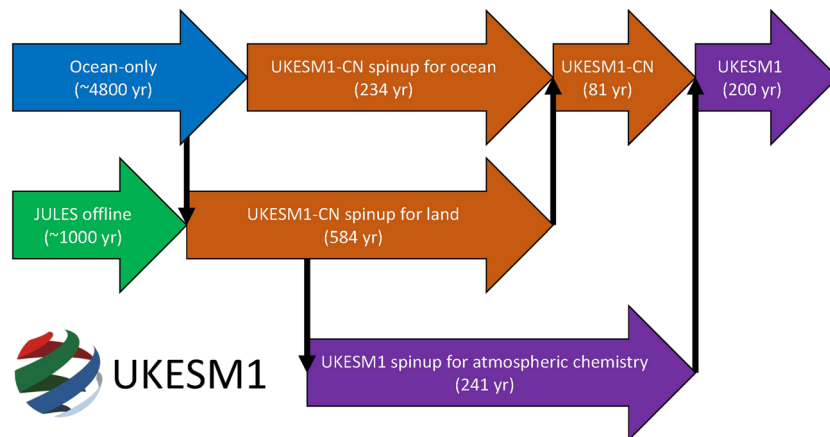 Ocean-only
(~4800 yr)
UKESM1-CN spinup for ocean
(234 yr)
UKESM1-CN
(81 yr)
UKESM1
(200 yr)
JULES offline
(~1000 yr)
UKESM1-CN spinup for land
(584 yr)
UKESM1 spinup for atmospheric chemistry
(241 yr)
UKESM1